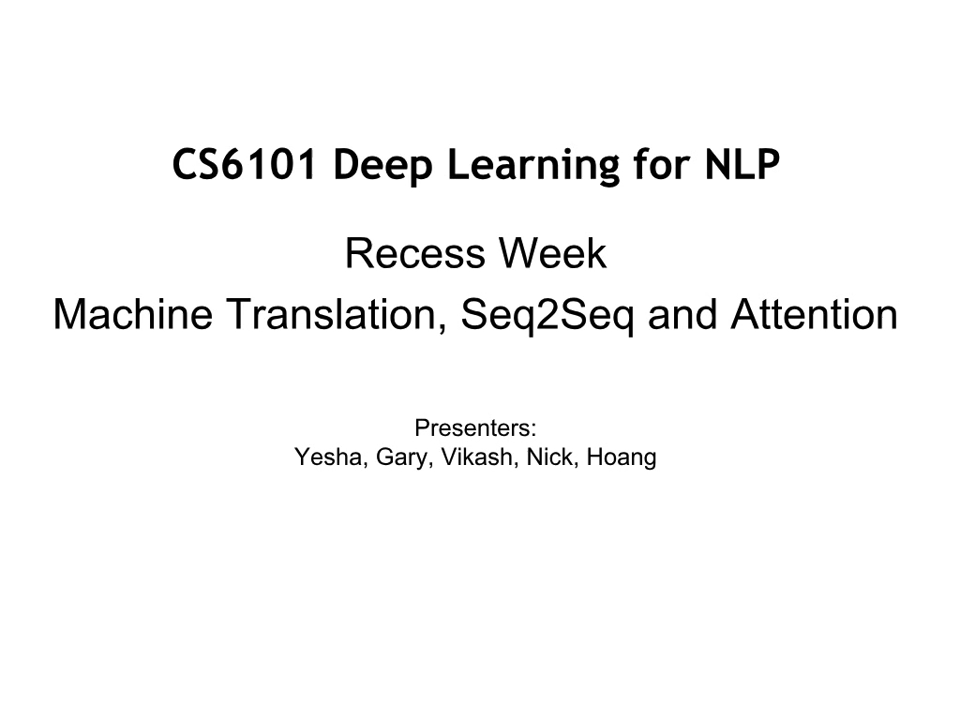 CS6101 Deep Learning for NLP
Recess Week
Machine Translation, Seq2Seq and Attention
Presenters:
Yesha, Gary, Vikash, Nick, Hoang